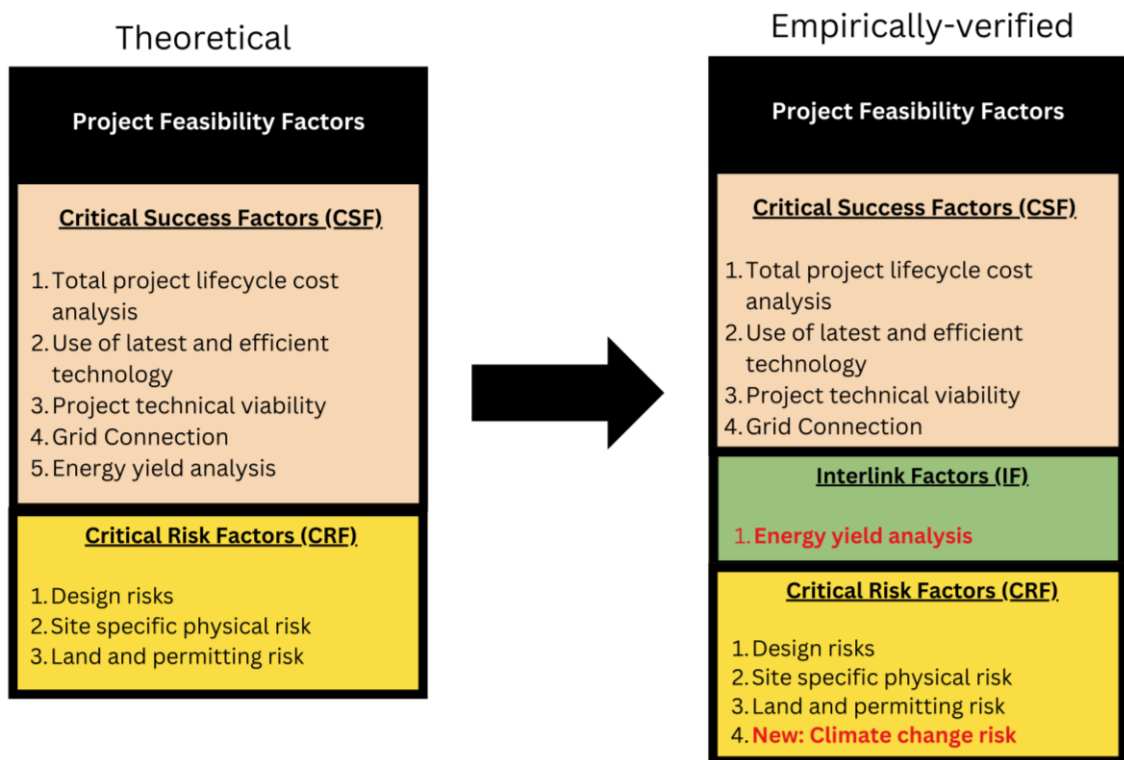 Theoretical
Project Feasibility Factors
Critical Success Factors (CSF)
1. Total project lifecycle cost
analysis
2. Use of latest and efficient
technology
3. Project technical viability
4. Grid Connection
5. Energy yield analysis
Critical Risk Factors (CRF)
1. Design risks
2. Site specific physical risk
3. Land and permitting risk
Empirically-verified
Project Feasibility Factors
Critical Success Factors (CSF)
1. Total project lifecycle cost
analysis
2. Use of latest and efficient
technology
3. Project technical viability
4. Grid Connection
Interlink Factors (IF)
1. Energy yield analysis
Critical Risk Factors (CRF)
1. Design risks
2. Site specific physical risk
3. Land and permitting risk
4. New: Climate change risk